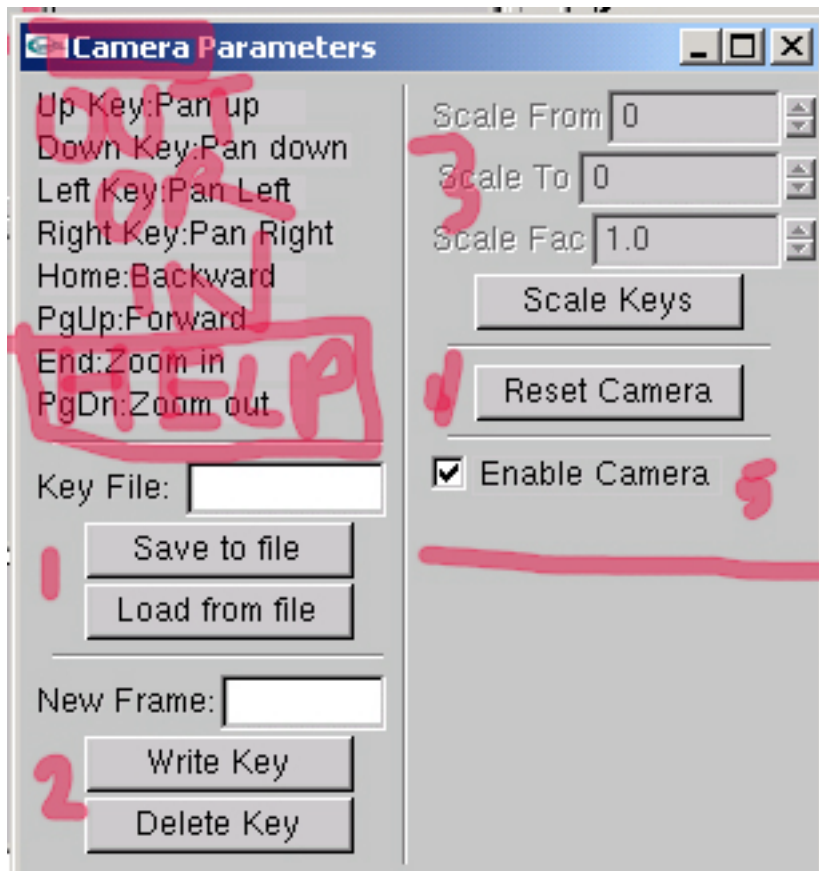 Camera Parameters
OUT
OR
IN
HELP
Up Key:Pan up
Down Key:Pan down
Left Key:Pan Left
Right Key:Pan Right
Home:Backward
PgUp:Forward
End:Zoom in
PgDn:Zoom out
Key File:
1
Save to file
Load from file
New Frame:
2
Write Key
Delete Key
3
Scale From 0
Scale To 0
Scale Fac 1.0
Scale Keys
4
Reset Camera
Enable Camera
5